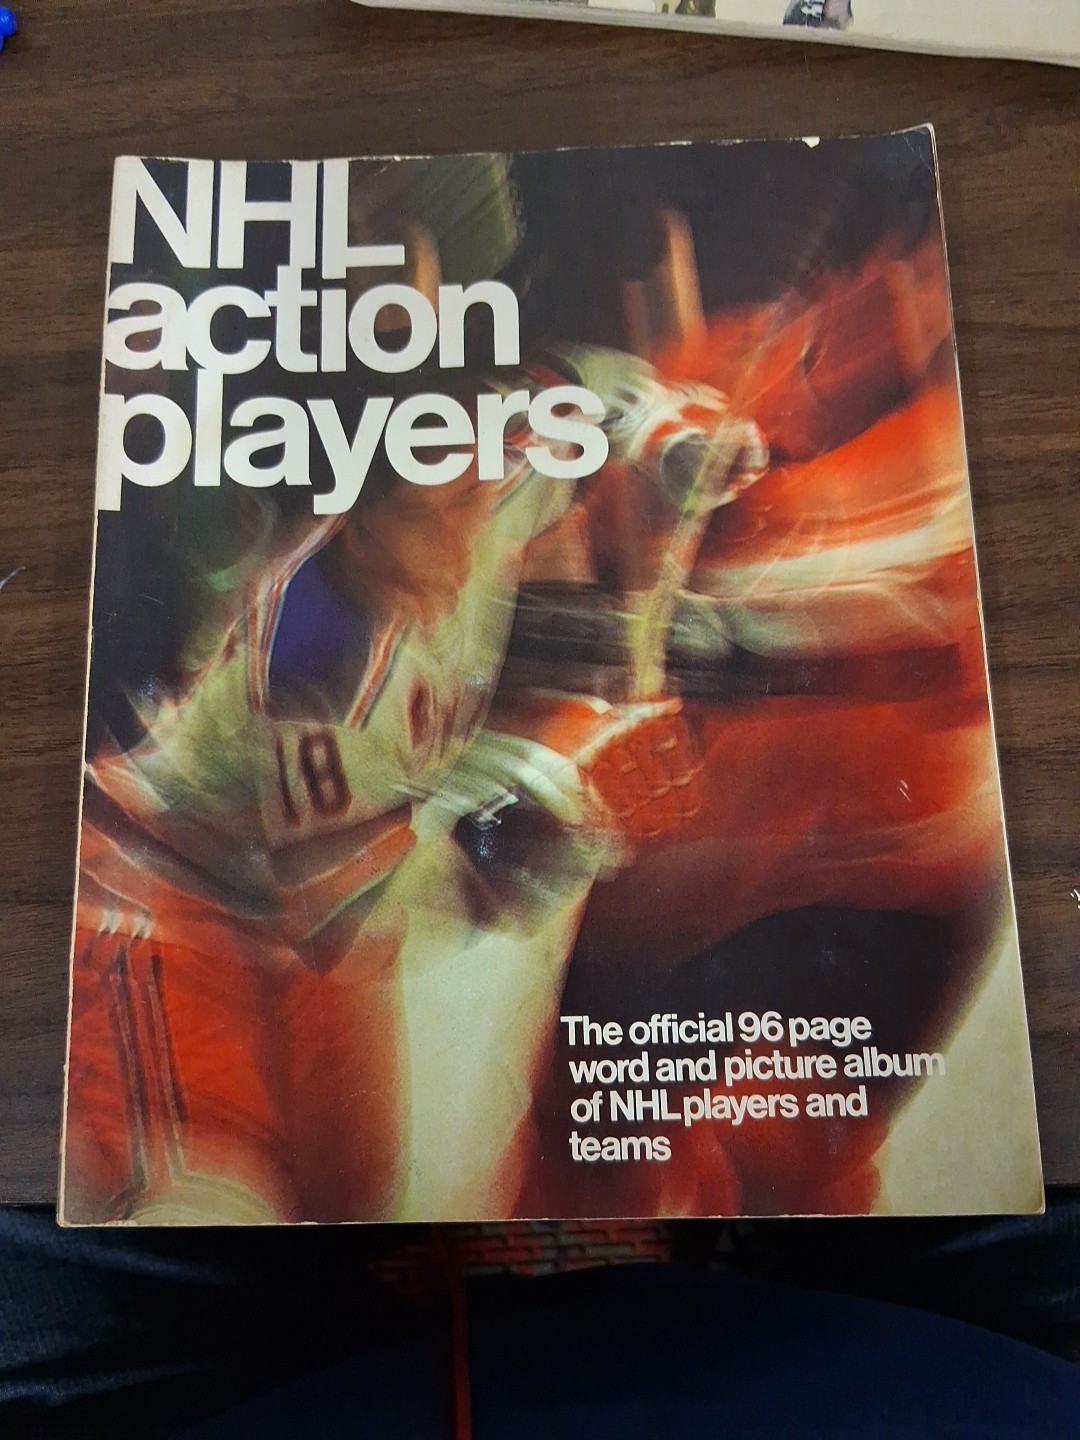 NHL
action
players
18
The official 96 page
word and picture album
of NHL players and
teams